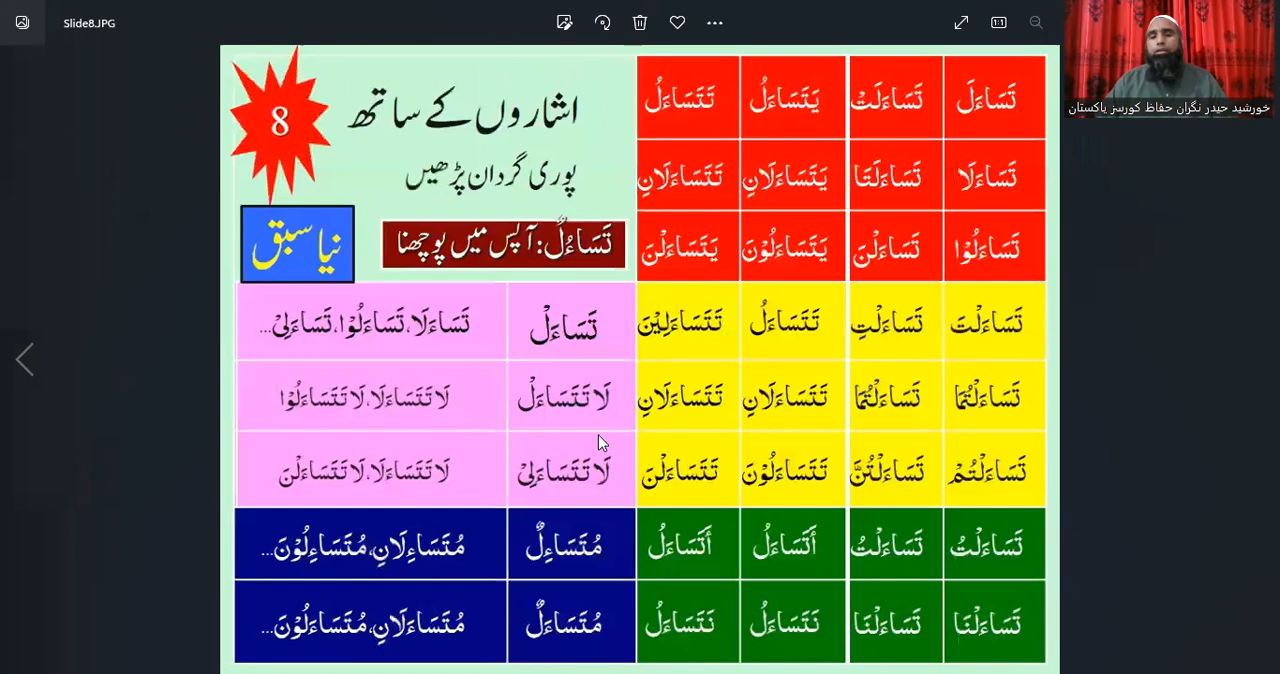 Slide8.JPG
خورشید حیدر نگران حفاظ کورسز پاکستان
8
اشاروں کے ساتھ
پوری گردان پڑھیں
نیا سبق
تَسَاءُلٌ: آپس میں پوچھنا
تَسَاءَلَ تَسَاءَلَتْ يَتَسَاءَلُ تَتَسَاءَلُ
تَسَاءَلَا تَسَاءَلَتَا يَتَسَاءَلَانِ تَتَسَاءَلَانِ
تَسَاءَلُوْا تَسَاءَلْنَ يَتَسَاءَلُوْنَ يَتَسَاءَلْنَ
تَسَاءَلْتَ تَسَاءَلْتِ تَتَسَاءَلُ تَتَسَاءَلِيْنَ تَسَاءَلْ تَسَاءَلَا، تَسَاءَلُوْا، تَسَاءَلِيْ...
تَسَاءَلْتُمَا تَسَاءَلْتُمَا تَتَسَاءَلَانِ تَتَسَاءَلَانِ لَا تَتَسَاءَلْ لَا تَتَسَاءَلَا، لَا تَتَسَاءَلُوْا
تَسَاءَلْتُمْ تَسَاءَلْتُنَّ تَتَسَاءَلُوْنَ تَتَسَاءَلْنَ لَا تَتَسَاءَلِيْ لَا تَتَسَاءَلَا، لَا تَتَسَاءَلْنَ
تَسَاءَلْتُ تَسَاءَلْتُ أَتَسَاءَلُ أَتَسَاءَلُ مُتَسَاءِلٌ مُتَسَاءِلَانِ، مُتَسَاءِلُوْنَ...
تَسَاءَلْنَا تَسَاءَلْنَا نَتَسَاءَلُ نَتَسَاءَلُ مُتَسَاءَلٌ مُتَسَاءَلَانِ، مُتَسَاءَلُوْنَ...